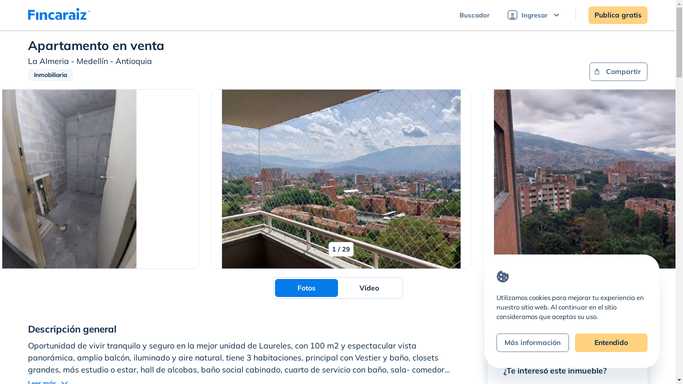 Fincaraiz
Buscador
Ingresar
Publica gratis
Apartamento en venta
La Almeria - Medellín - Antioquia
Inmobiliaria
Compartir
1 / 29
Fotos
Video
Descripción general
Oportunidad de vivir tranquilo y seguro en la mejor unidad de Laureles, con 100 m2 y espectacular vista
panorámica, amplio balcón, iluminado y aire natural. tiene 3 habitaciones, principal con Vestier y baño, closets
grandes, más estudio o estar, hall de alcobas, baño social cabinado, cuarto de servicio con baño, sala- comedor...
Leer más
Utilizamos cookies para mejorar tu experiencia en
nuestro sitio web. Al continuar en el sitio
consideramos que aceptas su uso.
Más información
Entendido
¿Te interesó este inmueble?